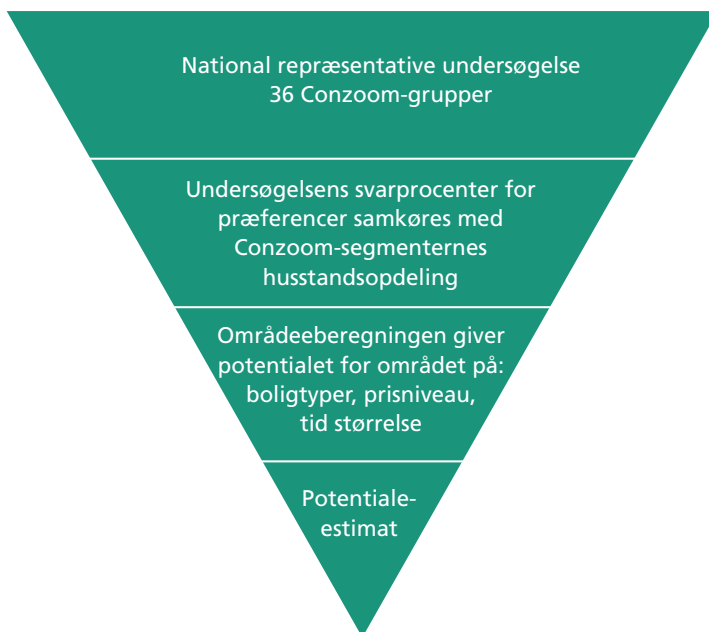 National repræsentative undersøgelse
36 Conzoom-grupper
Undersøgelsens svarprocenter for
præferencer samkøres med
Conzoom-segmenternes
husstandsopdeling
Områdeeberegningen giver
potentialet for området på:
boligtyper, prisniveau,
tid størrelse
Potentiale-
estimat